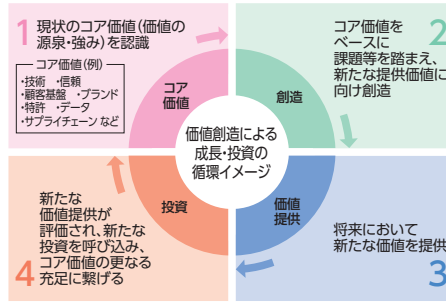 1
現状のコア価値(価値の
源泉・強み)を認識
コア価値(例)
・技術 ・信頼
・顧客基盤 ・ブランド
・特許 ・データ
・サプライチェーン など
コア
価値
2
コア価値を
ベースに
課題等を踏まえ、
新たな提供価値に
向け創造
創造
価値創造による
成長・投資の
循環イメージ
価値
提供
将来において
新たな価値を提供
3
投資
4
新たな
価値提供が
評価され、新たな
投資を呼び込み、
コア価値の更なる
充足に繋げる